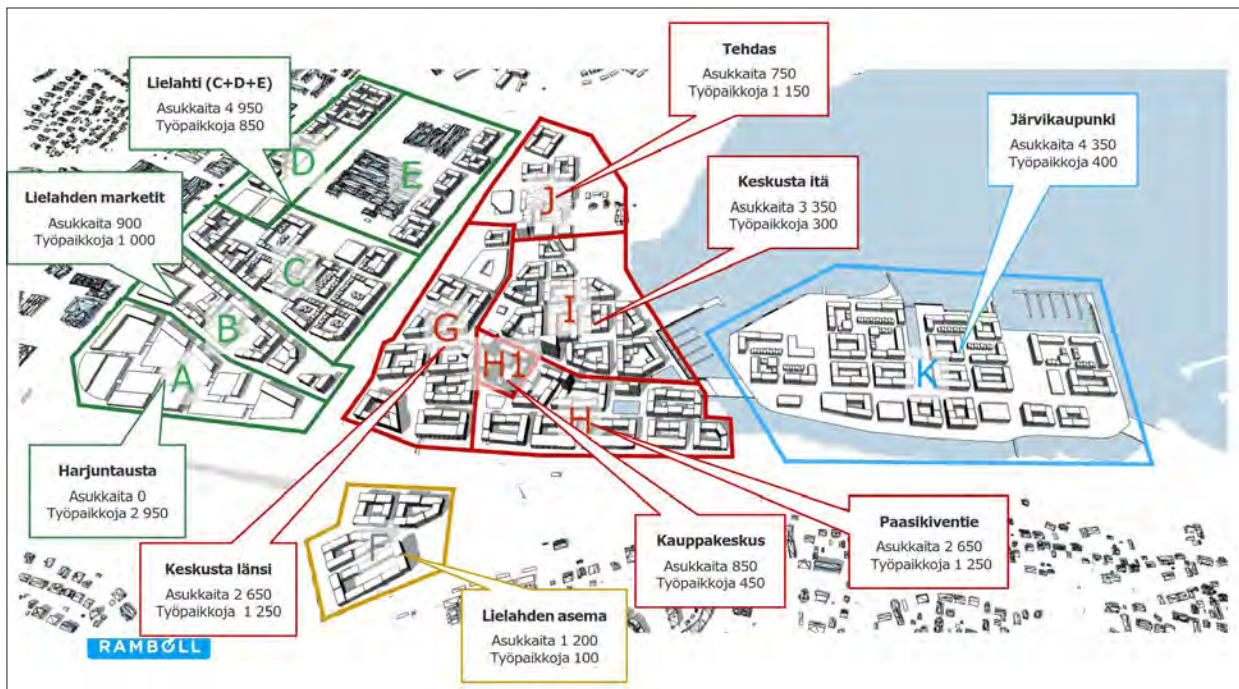 Tehdas
Asukkaita 750
Työpaikkoja 1 150
Lielahti (C+D+E)
Asukkaita 4 950
Työpaikkoja 850
Järvikaupunki
Asukkaita 4 350
Työpaikkoja 400
Lielahden marketit
Asukkaita 900
Työpaikkoja 1 000
Keskusta itä
Asukkaita 3 350
Työpaikkoja 300
D
E
J
C
B
A
G
I
H1
H
K
F
Harjuntausta
Asukkaita 0
Työpaikkoja 2 950
Keskusta länsi
Asukkaita 2 650
Työpaikkoja 1 250
Kauppakeskus
Asukkaita 850
Työpaikkoja 450
Paasikiventie
Asukkaita 2 650
Työpaikkoja 1 250
Lielahden asema
Asukkaita 1 200
Työpaikkoja 100
RAMBOLL